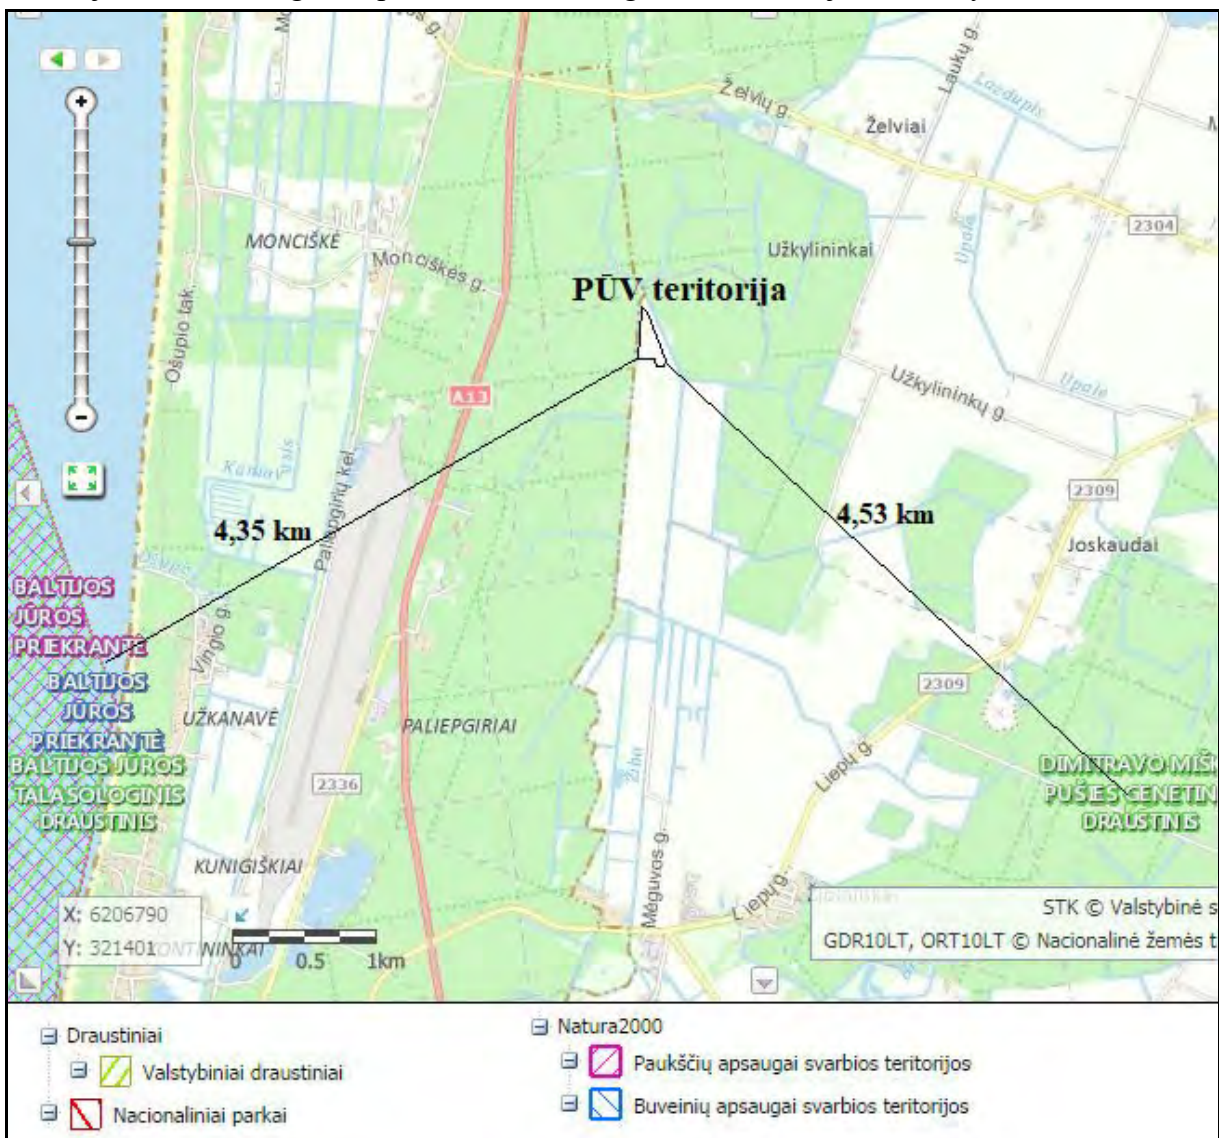 Želvių g.
Želviai
Laukų g.
Lazdupis
2304
MONCIŠKĖ
Monciškės g.
Užkylininkai
Upalė
PŪV teritorija
Ošupio tak.
A13
Užkylininkų g.
Upalė
2309
4,35 km
4,53 km
Joskaudai
Paliepgirių kel.
Ošupė
BALTIJOS
JŪROS
PRIEKRANTĖ
Vingio g.
BALTIJOS
JŪROS
PRIEKRANTĖ
2309
UŽKANAVĖ
PALIEPGIRIAI
BALTIJOS JŪROS
TALASOLOGINIS
DRAUSTINIS
2336
Liepų g.
DIMITRAVO MIŠK
PUŠIES GENETIN
DRAUSTINIS
KUNIGIŠKIAI
Mėguvos g.
Liepų g.
X: 6206790
Y: 321401
0 0.5 1km
STK © Valstybinė s
GDR10LT, ORT10LT © Nacionalinė žemės t
Draustiniai
Valstybiniai draustiniai
Nacionaliniai parkai
Natura2000
Paukščių apsaugai svarbios teritorijos
Buveinių apsaugai svarbios teritorijos